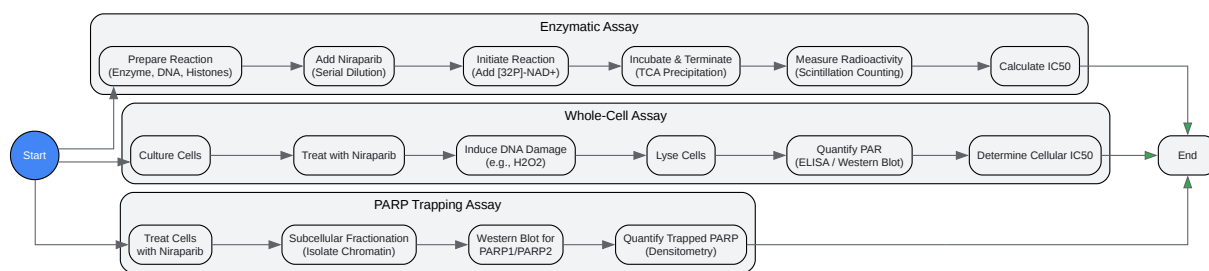 Enzymatic Assay
Prepare Reaction
(Enzyme, DNA, Histones)
Add Niraparib
(Serial Dilution)
Initiate Reaction
(Add [32P]-NAD+)
Incubate & Terminate
(TCA Precipitation)
Measure Radioactivity
(Scintillation Counting)
Calculate IC50
Whole-Cell Assay
Start
Culture Cells
Treat with Niraparib
Induce DNA Damage
(e.g., H2O2)
Lyse Cells
Quantify PAR
(ELISA / Western Blot)
Determine Cellular IC50
End
PARP Trapping Assay
Treat Cells
with Niraparib
Subcellular Fractionation
(Isolate Chromatin)
Western Blot for
PARP1/PARP2
Quantify Trapped PARP
(Densitometry)